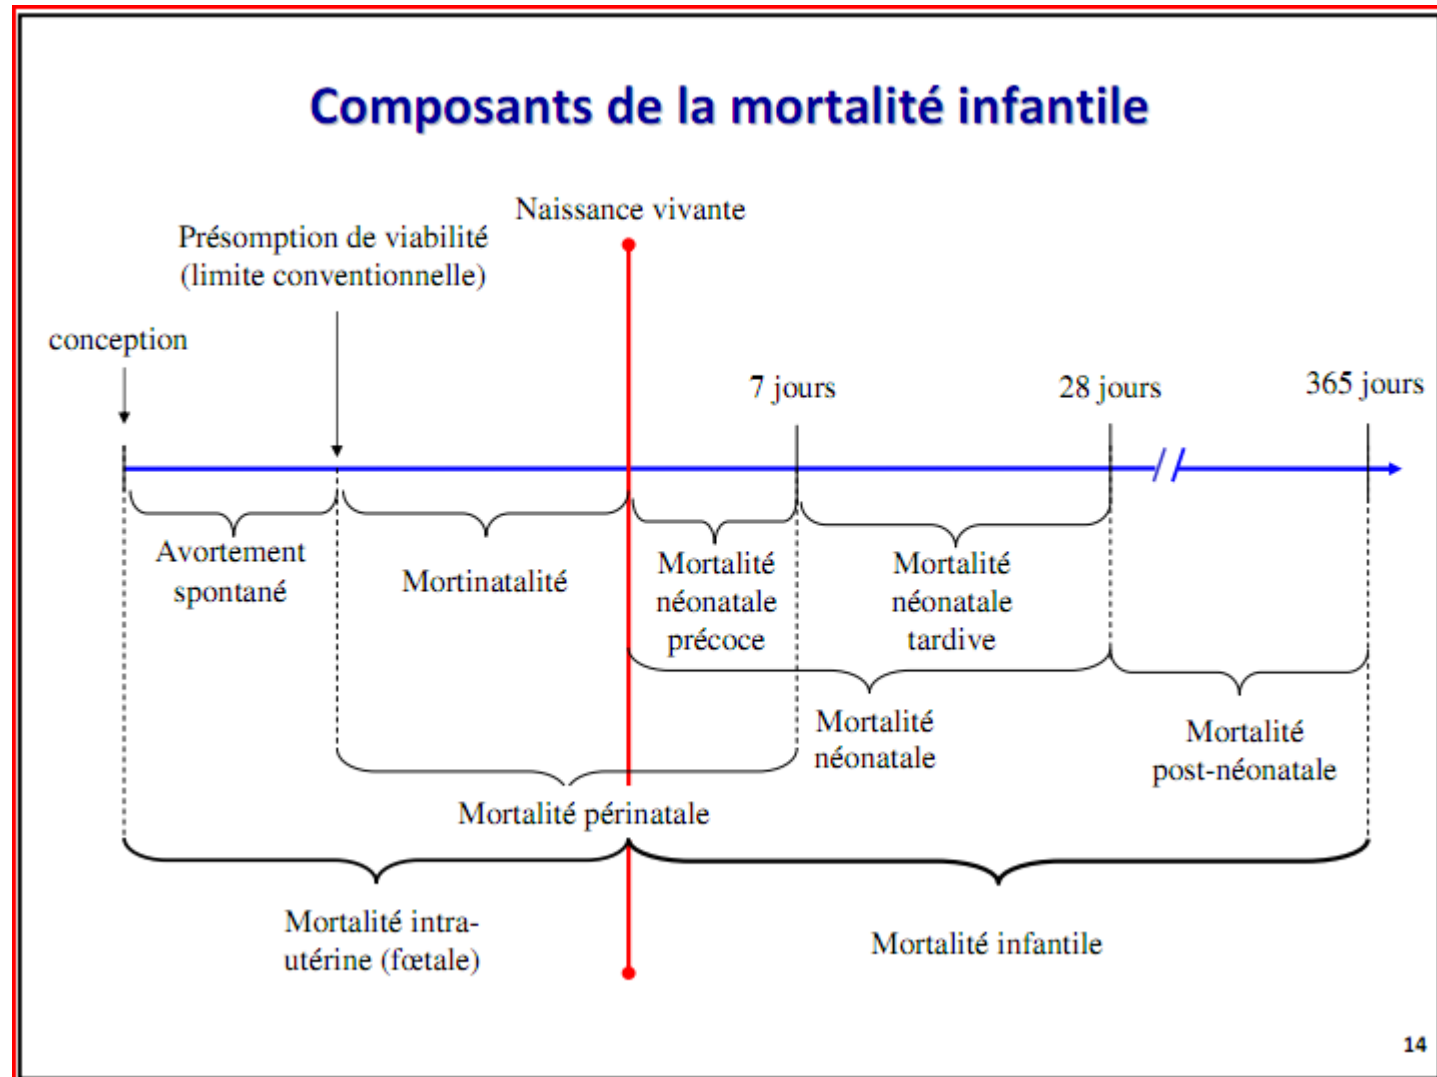 Composants de la mortalité infantile
Naissance vivante
Présomption de viabilité
(limite conventionnelle)
conception
7 jours
28 jours
365 jours
Avortement
spontané
Mortinatalité
Mortalité
néonatale
précoce
Mortalité
néonatale
tardive
Mortalité
néonatale
Mortalité
post-néonatale
Mortalité périnatale
Mortalité intra-
utérine (fœtale)
Mortalité infantile
14